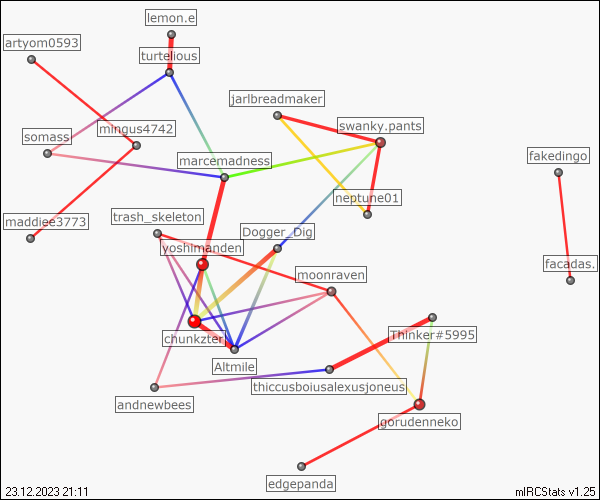 lemon.e
artyom0593
turtelious
jarlbreadmaker
mingus4742
swanky.pants
somass
marcemadness
fakedingo
neptune01
trash_skeleton
maddiee3773
Dogger_Dig
yoshimanden
moonraven
facadas.
chunkzter
Thinker#5995
Altmile
thiccusboiusalexusjoneus
andnewbees
gorudenneko
edgepanda
23.12.2023 21:11
mIRCStats v1.25